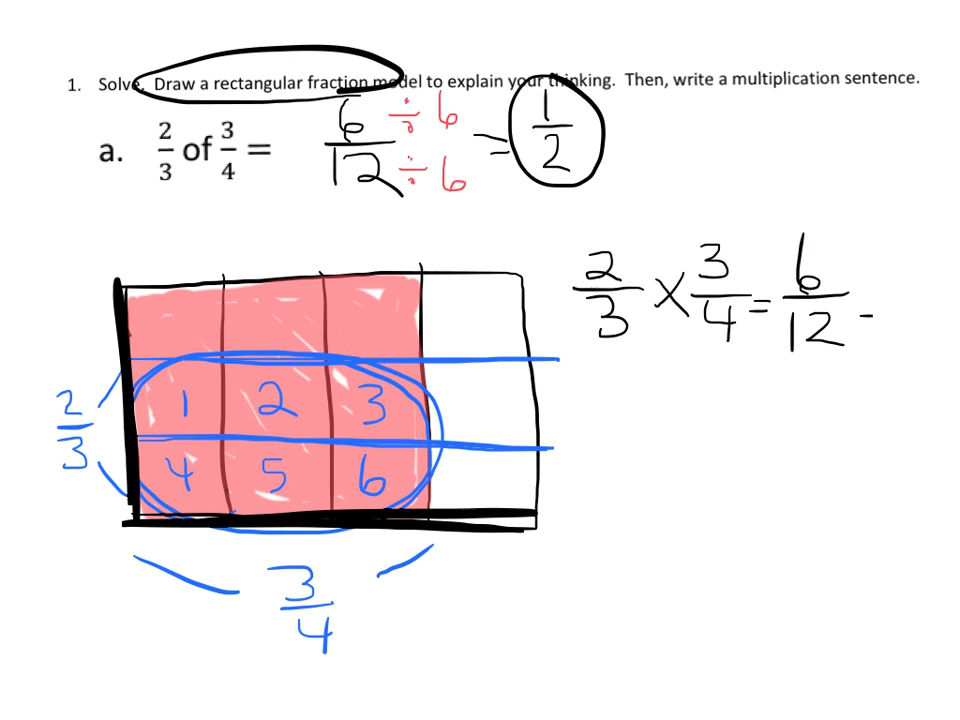 1. Solve. Draw a rectangular fraction model to explain your thinking. Then, write a multiplication sentence.
a. 2/3 of 3/4 = 6/12 ÷ 6/÷ 6 = 1/2
2/3 × 3/4 = 6/12 -
2/3
1 2 3
4 5 6
3/4